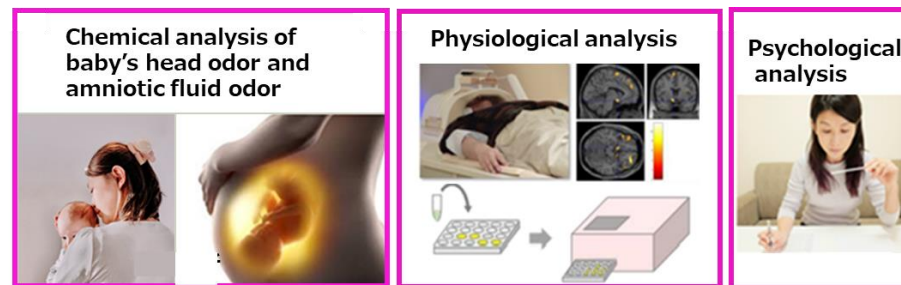 Chemical analysis of
baby's head odor and
amniotic fluid odor
Physiological analysis
Psychological
analysis